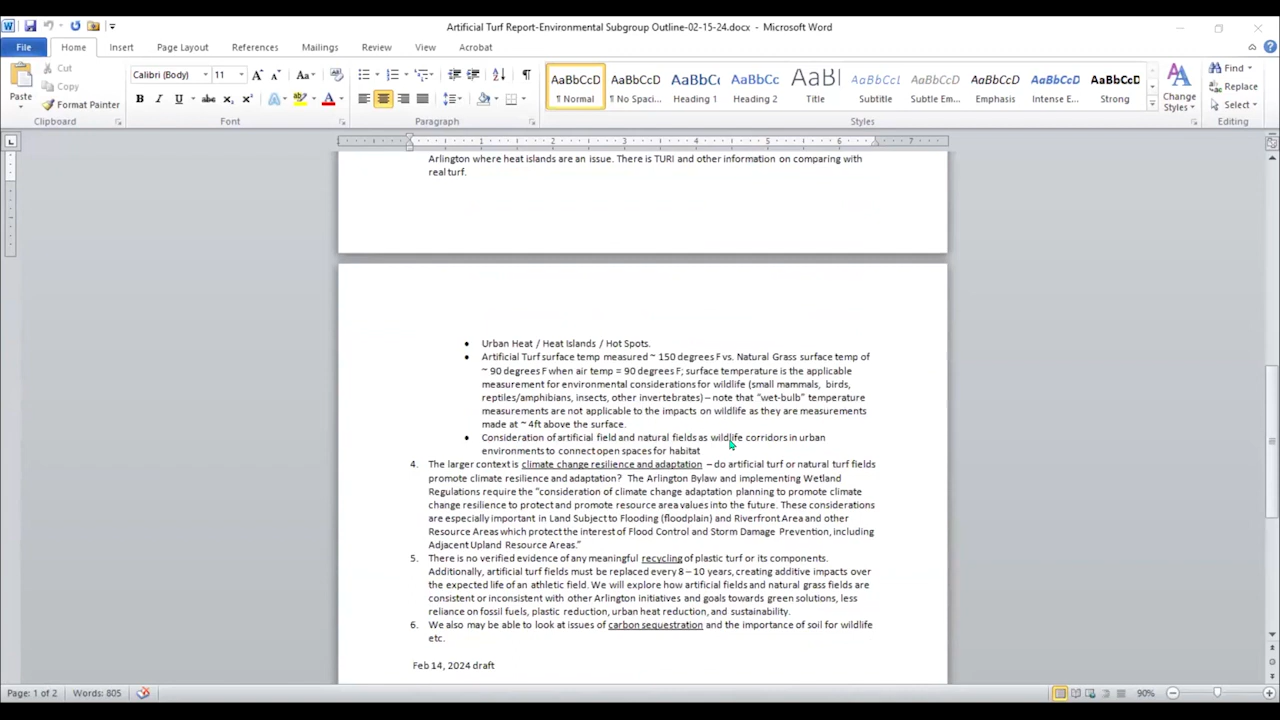 Artificial Turf Report-Environmental Subgroup Outline-02-15-24.docx - Microsoft Word
File Home Insert Page Layout References Mailings Review View Acrobat
Paste
Cut
Copy
Format Painter
Clipboard
Calibri (Body) 11
Font
Paragraph
AaBbCcD AaBbCcD AaBbCc AaBbCc AaBl AaBbCcD AaBbCcD AaBbCcD AaBbCcD AaBbCcD
¶ Normal ¶ No Spaci... Heading 1 Heading 2 Title Subtitle Subtle Em... Emphasis Intense E... Strong
Styles
Change Styles
Find
Replace
Select
Editing
1 2 3 4 5 6 7
Arlington where heat islands are an issue. There is TURI and other information on comparing with
real turf.
• Urban Heat / Heat Islands / Hot Spots.
• Artificial Turf surface temp measured ~ 150 degrees F vs. Natural Grass surface temp of
~ 90 degrees F when air temp = 90 degrees F; surface temperature is the applicable
measurement for environmental considerations for wildlife (small mammals, birds,
reptiles/amphibians, insects, other invertebrates) – note that "wet-bulb" temperature
measurements are not applicable to the impacts on wildlife as they are measurements
made at ~ 4ft above the surface.
• Consideration of artificial field and natural fields as wildlife corridors in urban
environments to connect open spaces for habitat
4. The larger context is climate change resilience and adaptation – do artificial turf or natural turf fields
promote climate resilience and adaptation? The Arlington Bylaw and implementing Wetland
Regulations require the "consideration of climate change adaptation planning to promote climate
change resilience to protect and promote resource area values into the future. These considerations
are especially important in Land Subject to Flooding (floodplain) and Riverfront Area and other
Resource Areas which protect the interest of Flood Control and Storm Damage Prevention, including
Adjacent Upland Resource Areas."
5. There is no verified evidence of any meaningful recycling of plastic turf or its components.
Additionally, artificial turf fields must be replaced every 8 – 10 years, creating additive impacts over
the expected life of an athletic field. We will explore how artificial fields and natural grass fields are
consistent or inconsistent with other Arlington initiatives and goals towards green solutions, less
reliance on fossil fuels, plastic reduction, urban heat reduction, and sustainability.
6. We also may be able to look at issues of carbon sequestration and the importance of soil for wildlife
etc.
Feb 14, 2024 draft
Page: 1 of 2 Words: 805 90%